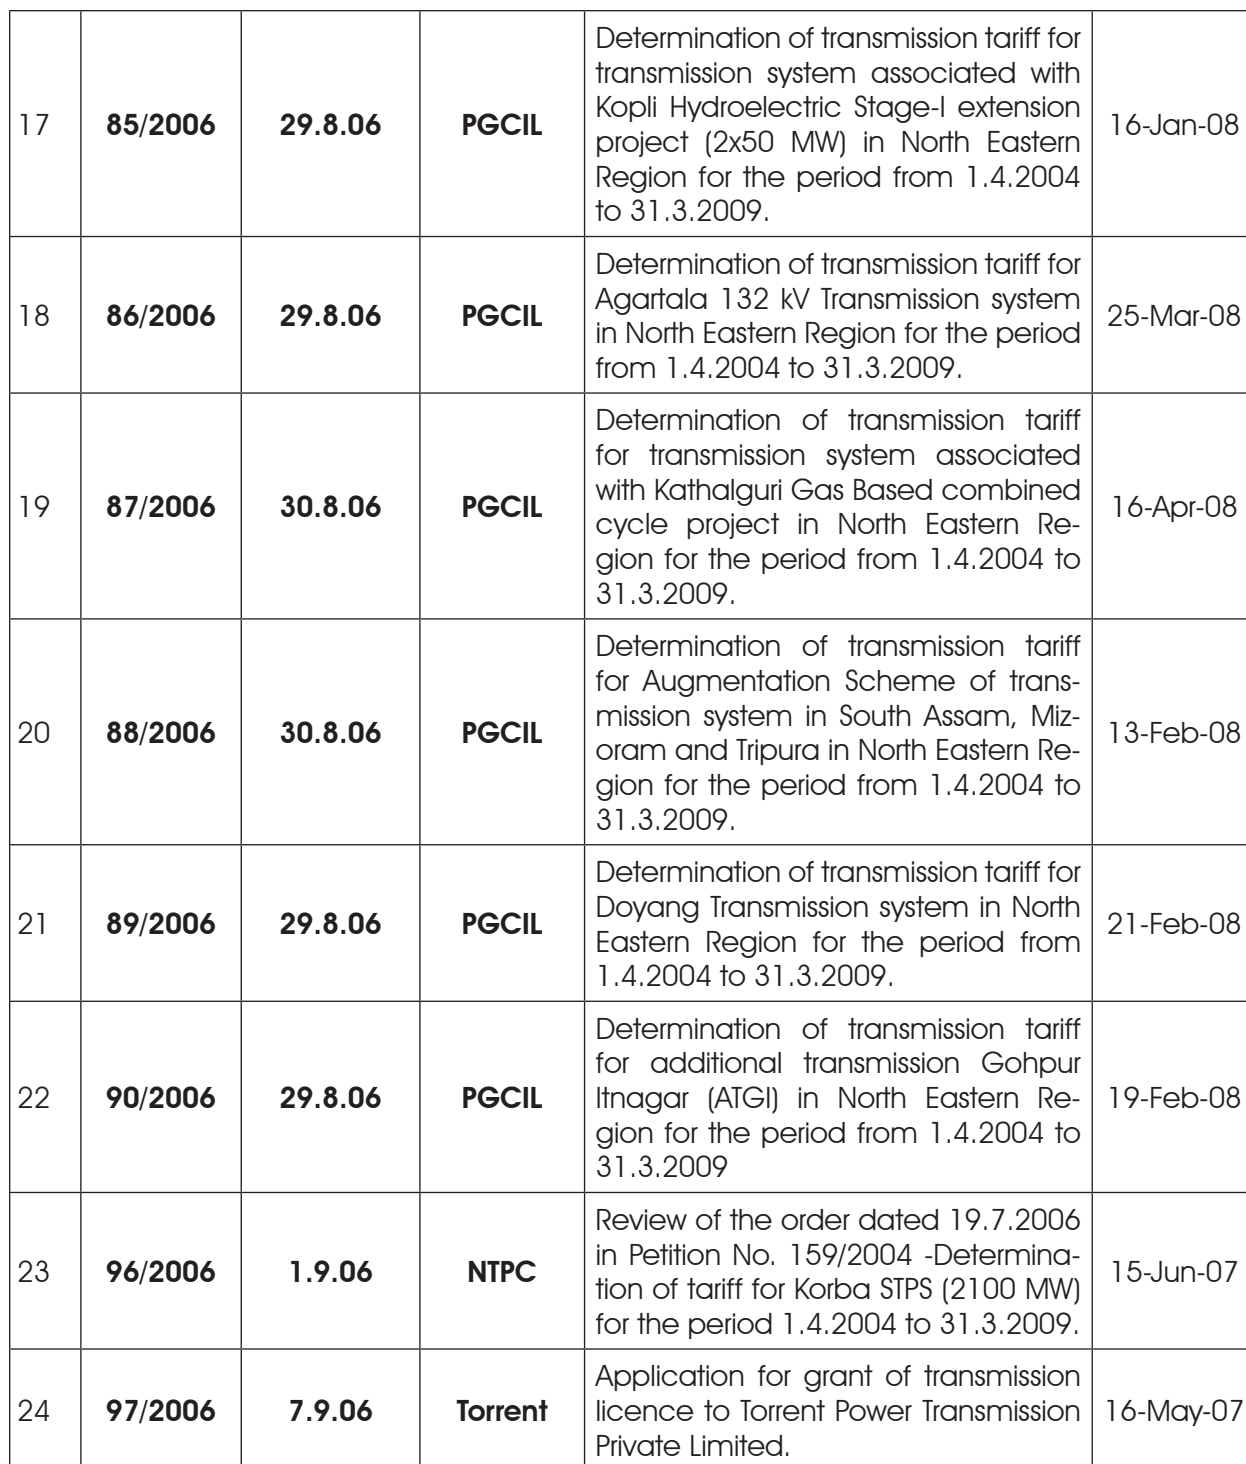 17 85/2006 29.8.06 PGCIL Determination of transmission tariff for
transmission system associated with
Kopli Hydroelectric Stage-I extension
project (2x50 MW) in North Eastern
Region for the period from 1.4.2004
to 31.3.2009. 16-Jan-08
18 86/2006 29.8.06 PGCIL Determination of transmission tariff for
Agartala 132 kV Transmission system
in North Eastern Region for the period
from 1.4.2004 to 31.3.2009. 25-Mar-08
19 87/2006 30.8.06 PGCIL Determination of transmission tariff
for transmission system associated
with Kathalguri Gas Based combined
cycle project in North Eastern Re-
gion for the period from 1.4.2004 to
31.3.2009. 16-Apr-08
20 88/2006 30.8.06 PGCIL Determination of transmission tariff
for Augmentation Scheme of trans-
mission system in South Assam, Miz-
oram and Tripura in North Eastern Re-
gion for the period from 1.4.2004 to
31.3.2009. 13-Feb-08
21 89/2006 29.8.06 PGCIL Determination of transmission tariff for
Doyang Transmission system in North
Eastern Region for the period from
1.4.2004 to 31.3.2009. 21-Feb-08
22 90/2006 29.8.06 PGCIL Determination of transmission tariff
for additional transmission Gohpur
Itnagar (ATGI) in North Eastern Re-
gion for the period from 1.4.2004 to
31.3.2009 19-Feb-08
23 96/2006 1.9.06 NTPC Review of the order dated 19.7.2006
in Petition No. 159/2004 -Determina-
tion of tariff for Korba STPS (2100 MW)
for the period 1.4.2004 to 31.3.2009. 15-Jun-07
24 97/2006 7.9.06 Torrent Application for grant of transmission
licence to Torrent Power Transmission
Private Limited. 16-May-07